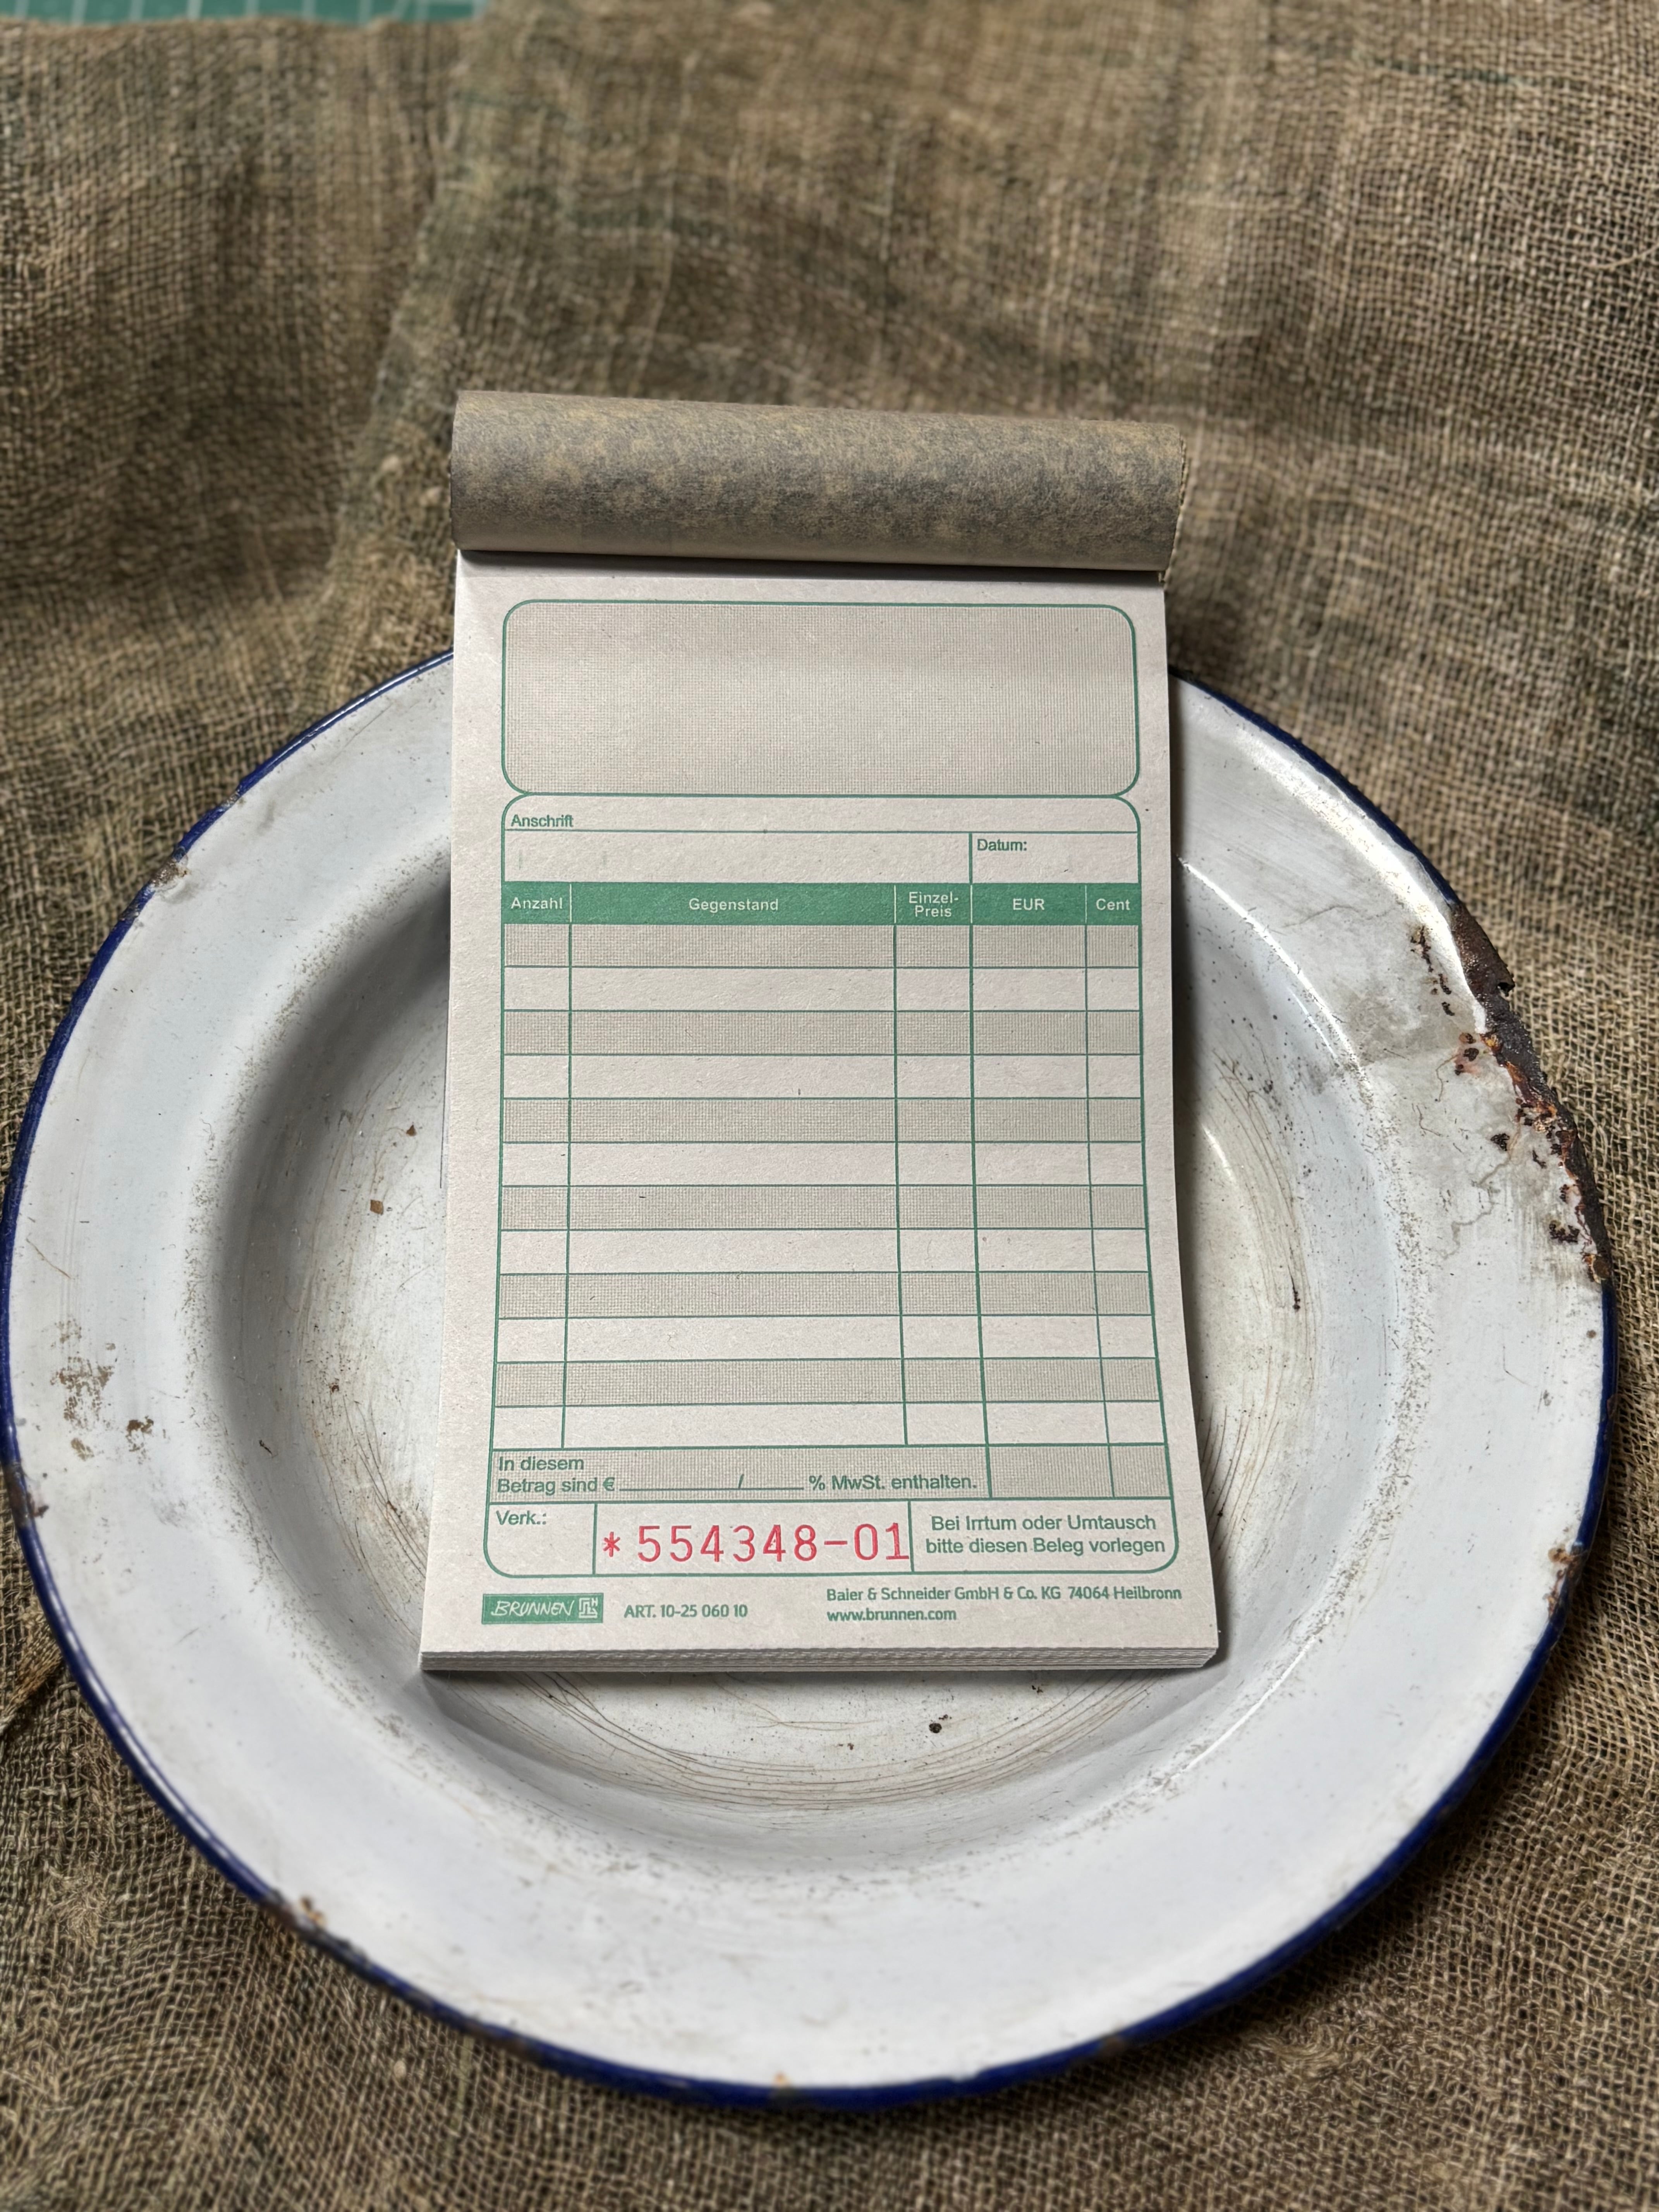 Anschrift
Datum:
Anzahl Gegenstand Einzel-
Preis EUR Cent
In diesem
Betrag sind € ________ / ____ % MwSt. enthalten.
Verk.: * 554348-01 Bei Irrtum oder Umtausch
bitte diesen Beleg vorlegen
BRUNNEN ART. 10-25 060 10 Baier & Schneider GmbH & Co. KG 74064 Heilbronn
www.brunnen.com